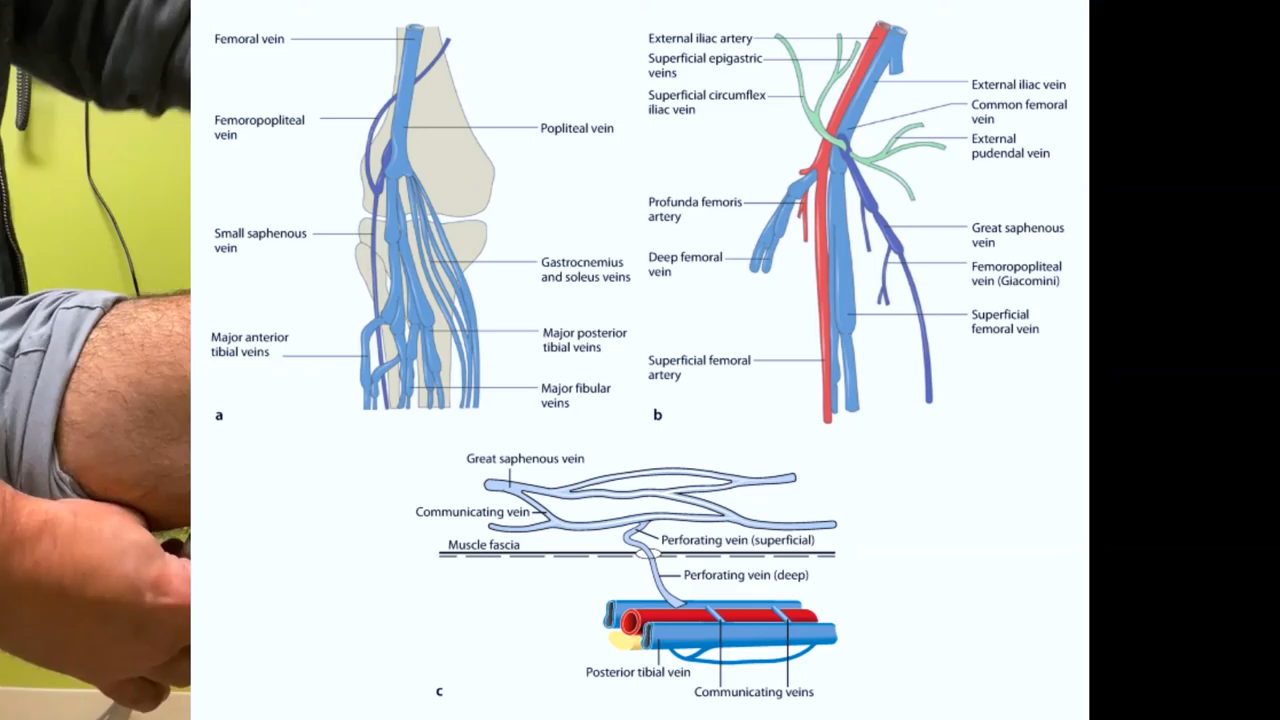 Femoral vein
Femoropopliteal
vein
Popliteal vein
Small saphenous
vein
Gastrocnemius
and soleus veins
Major anterior
tibial veins
Major posterior
tibial veins
Major fibular
veins
a
External iliac artery
Superficial epigastric
veins
Superficial circumflex
iliac vein
External iliac vein
Common femoral
vein
External
pudendal vein
Profunda femoris
artery
Deep femoral
vein
Great saphenous
vein
Femoropopliteal
vein (Giacomini)
Superficial
femoral vein
Superficial femoral
artery
b
Great saphenous vein
Communicating vein
Muscle fascia
Perforating vein (superficial)
Perforating vein (deep)
Posterior tibial vein
Communicating veins
c